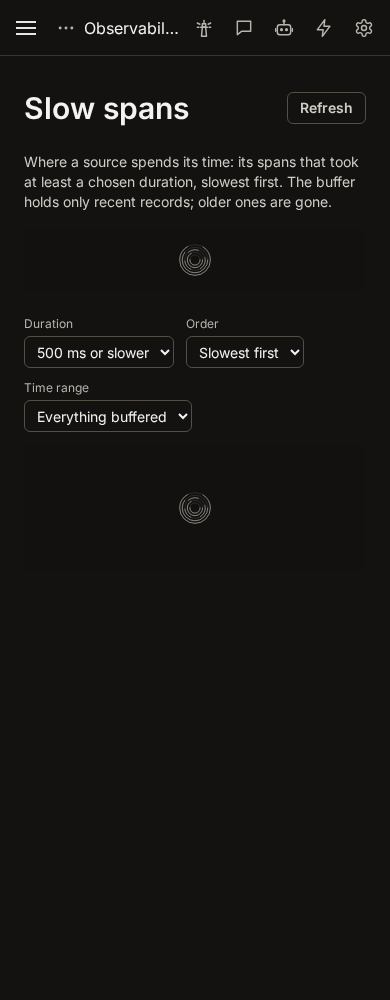 Observabil...
Slow spans
Refresh
Where a source spends its time: its spans that took
at least a chosen duration, slowest first. The buffer
holds only recent records; older ones are gone.
Duration
Order
500 ms or slower
Slowest first
Time range
Everything buffered